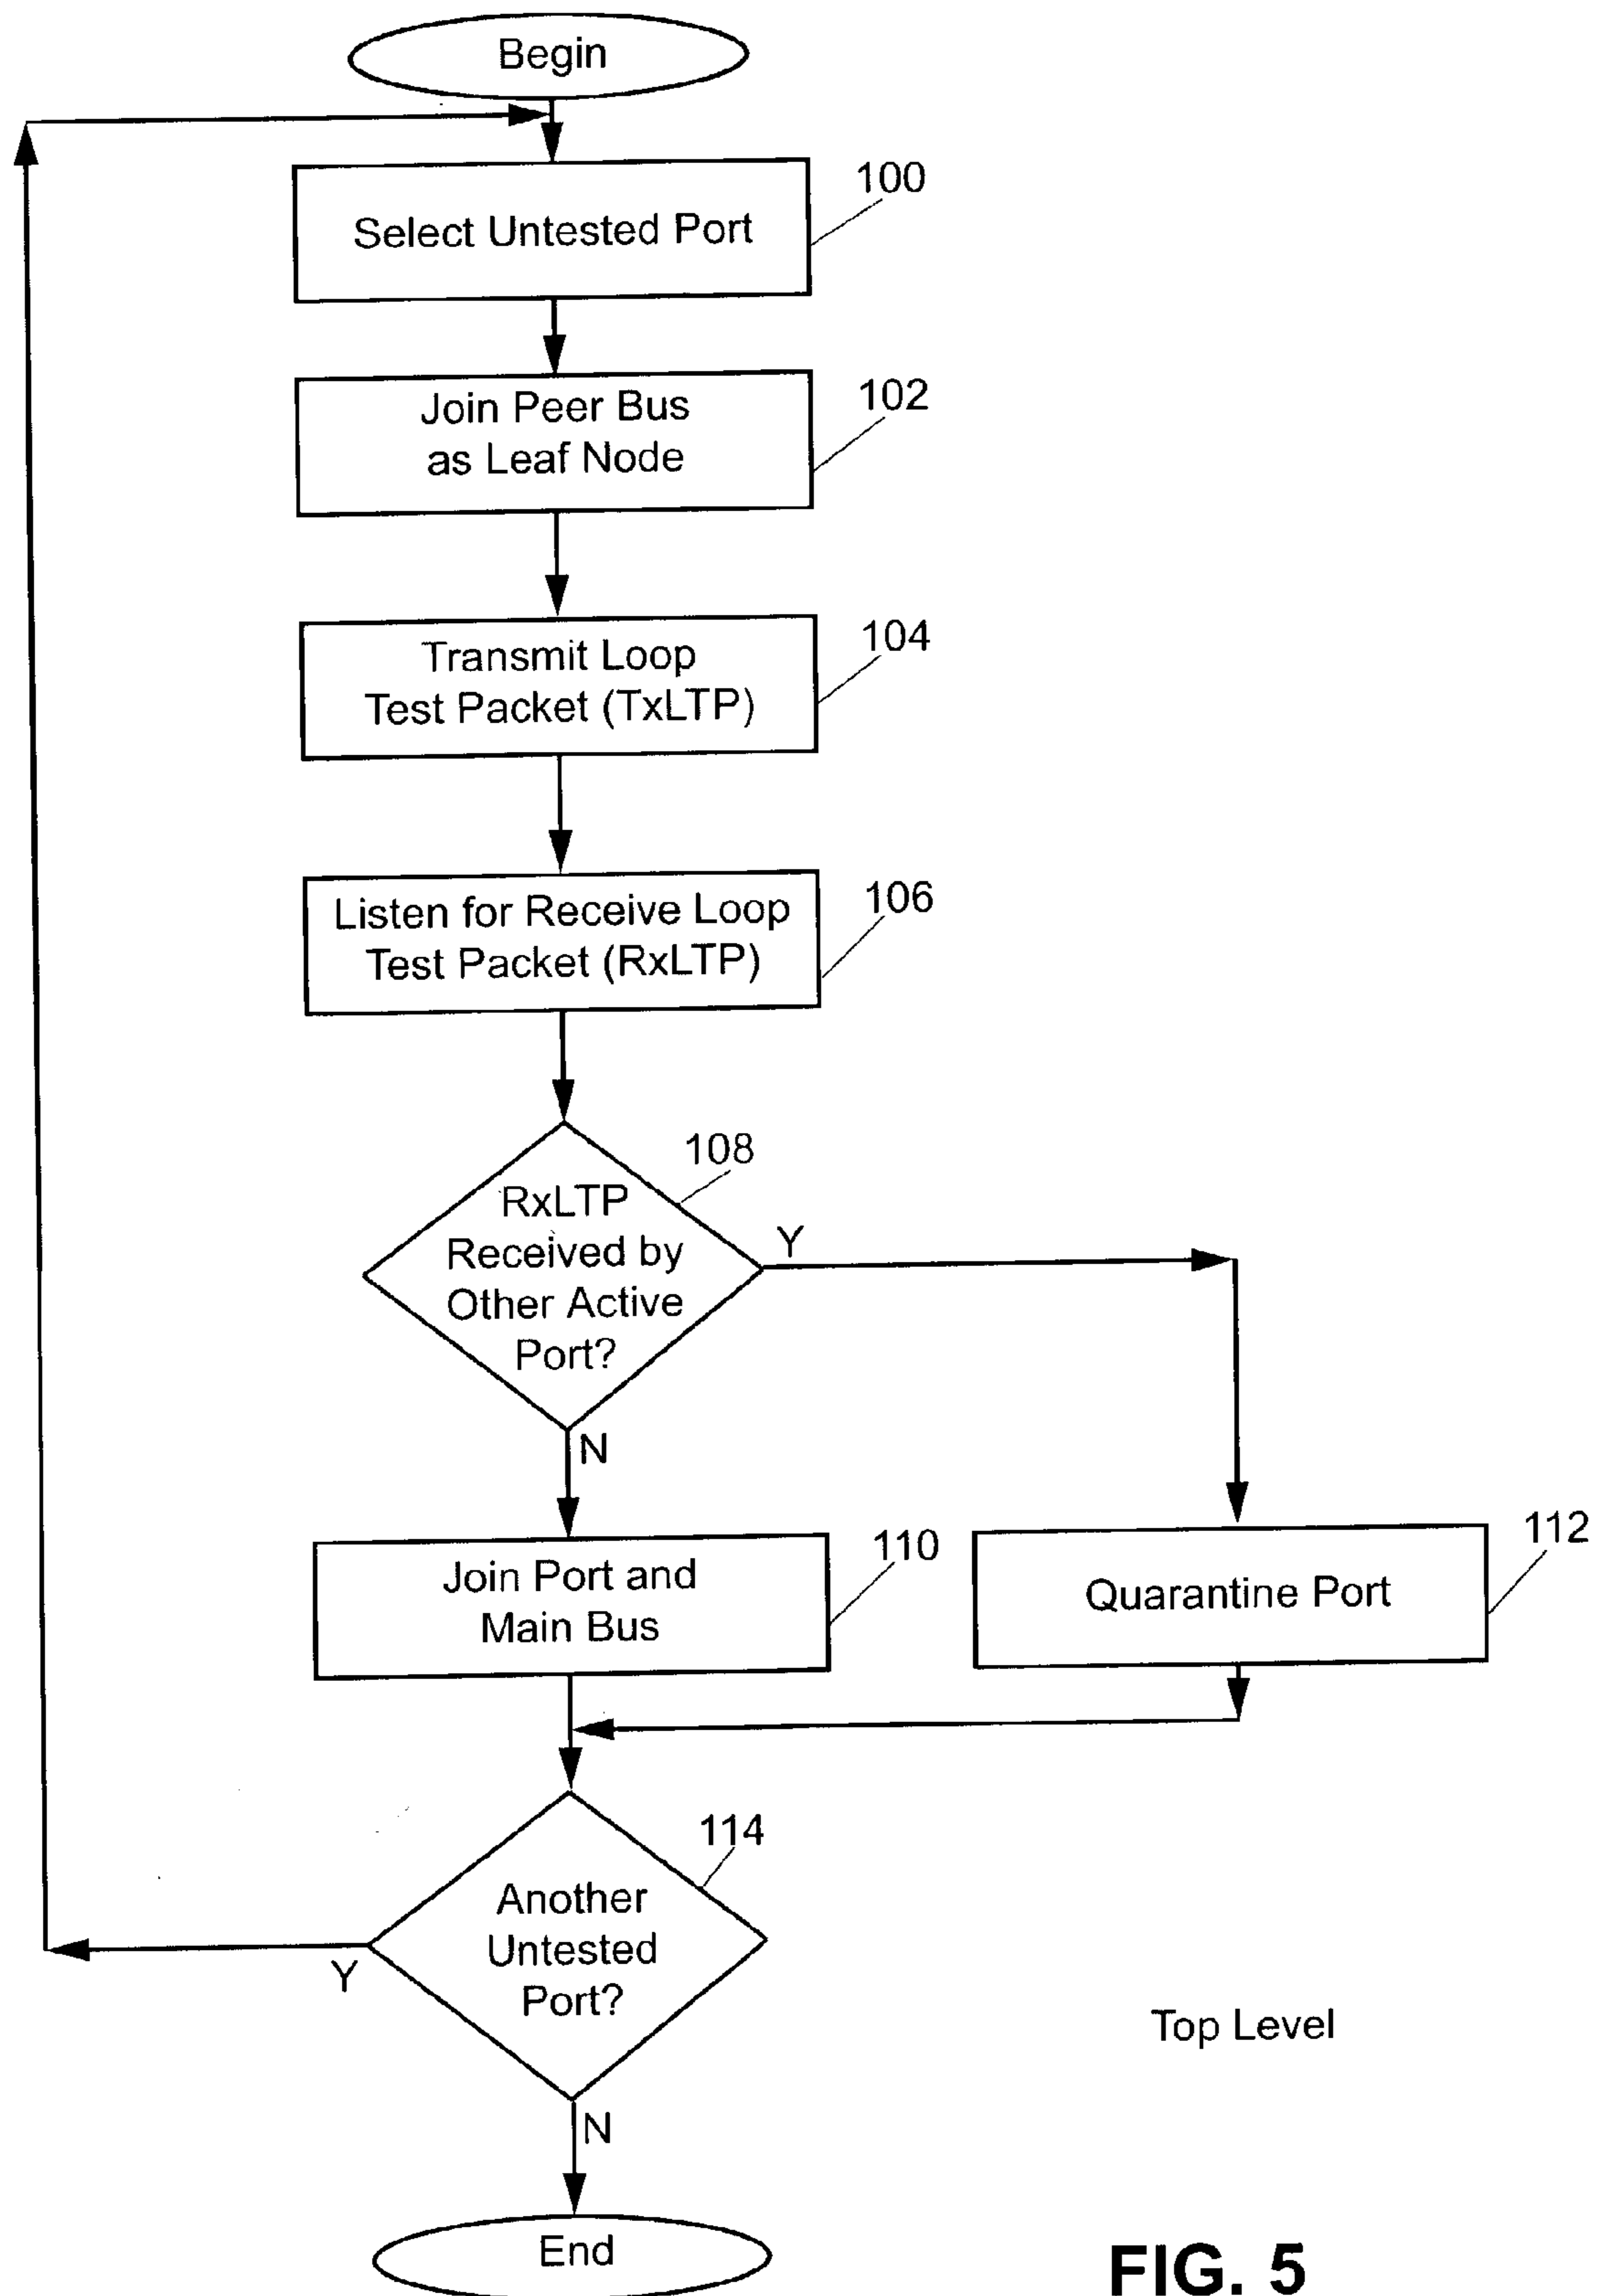 Begin
100
Select Untested Port
102
Join Peer Bus
as Leaf Node
104
Transmit Loop
Test Packet (TxLTP)
106
Listen for Receive Loop
Test Packet (RxLTP)
108
RxLTP
Received by
Other Active
Port?
Y
N
110
Join Port and
Main Bus
112
Quarantine Port
114
Another
Untested
Port?
Y
Top Level
N
End
FIG. 5